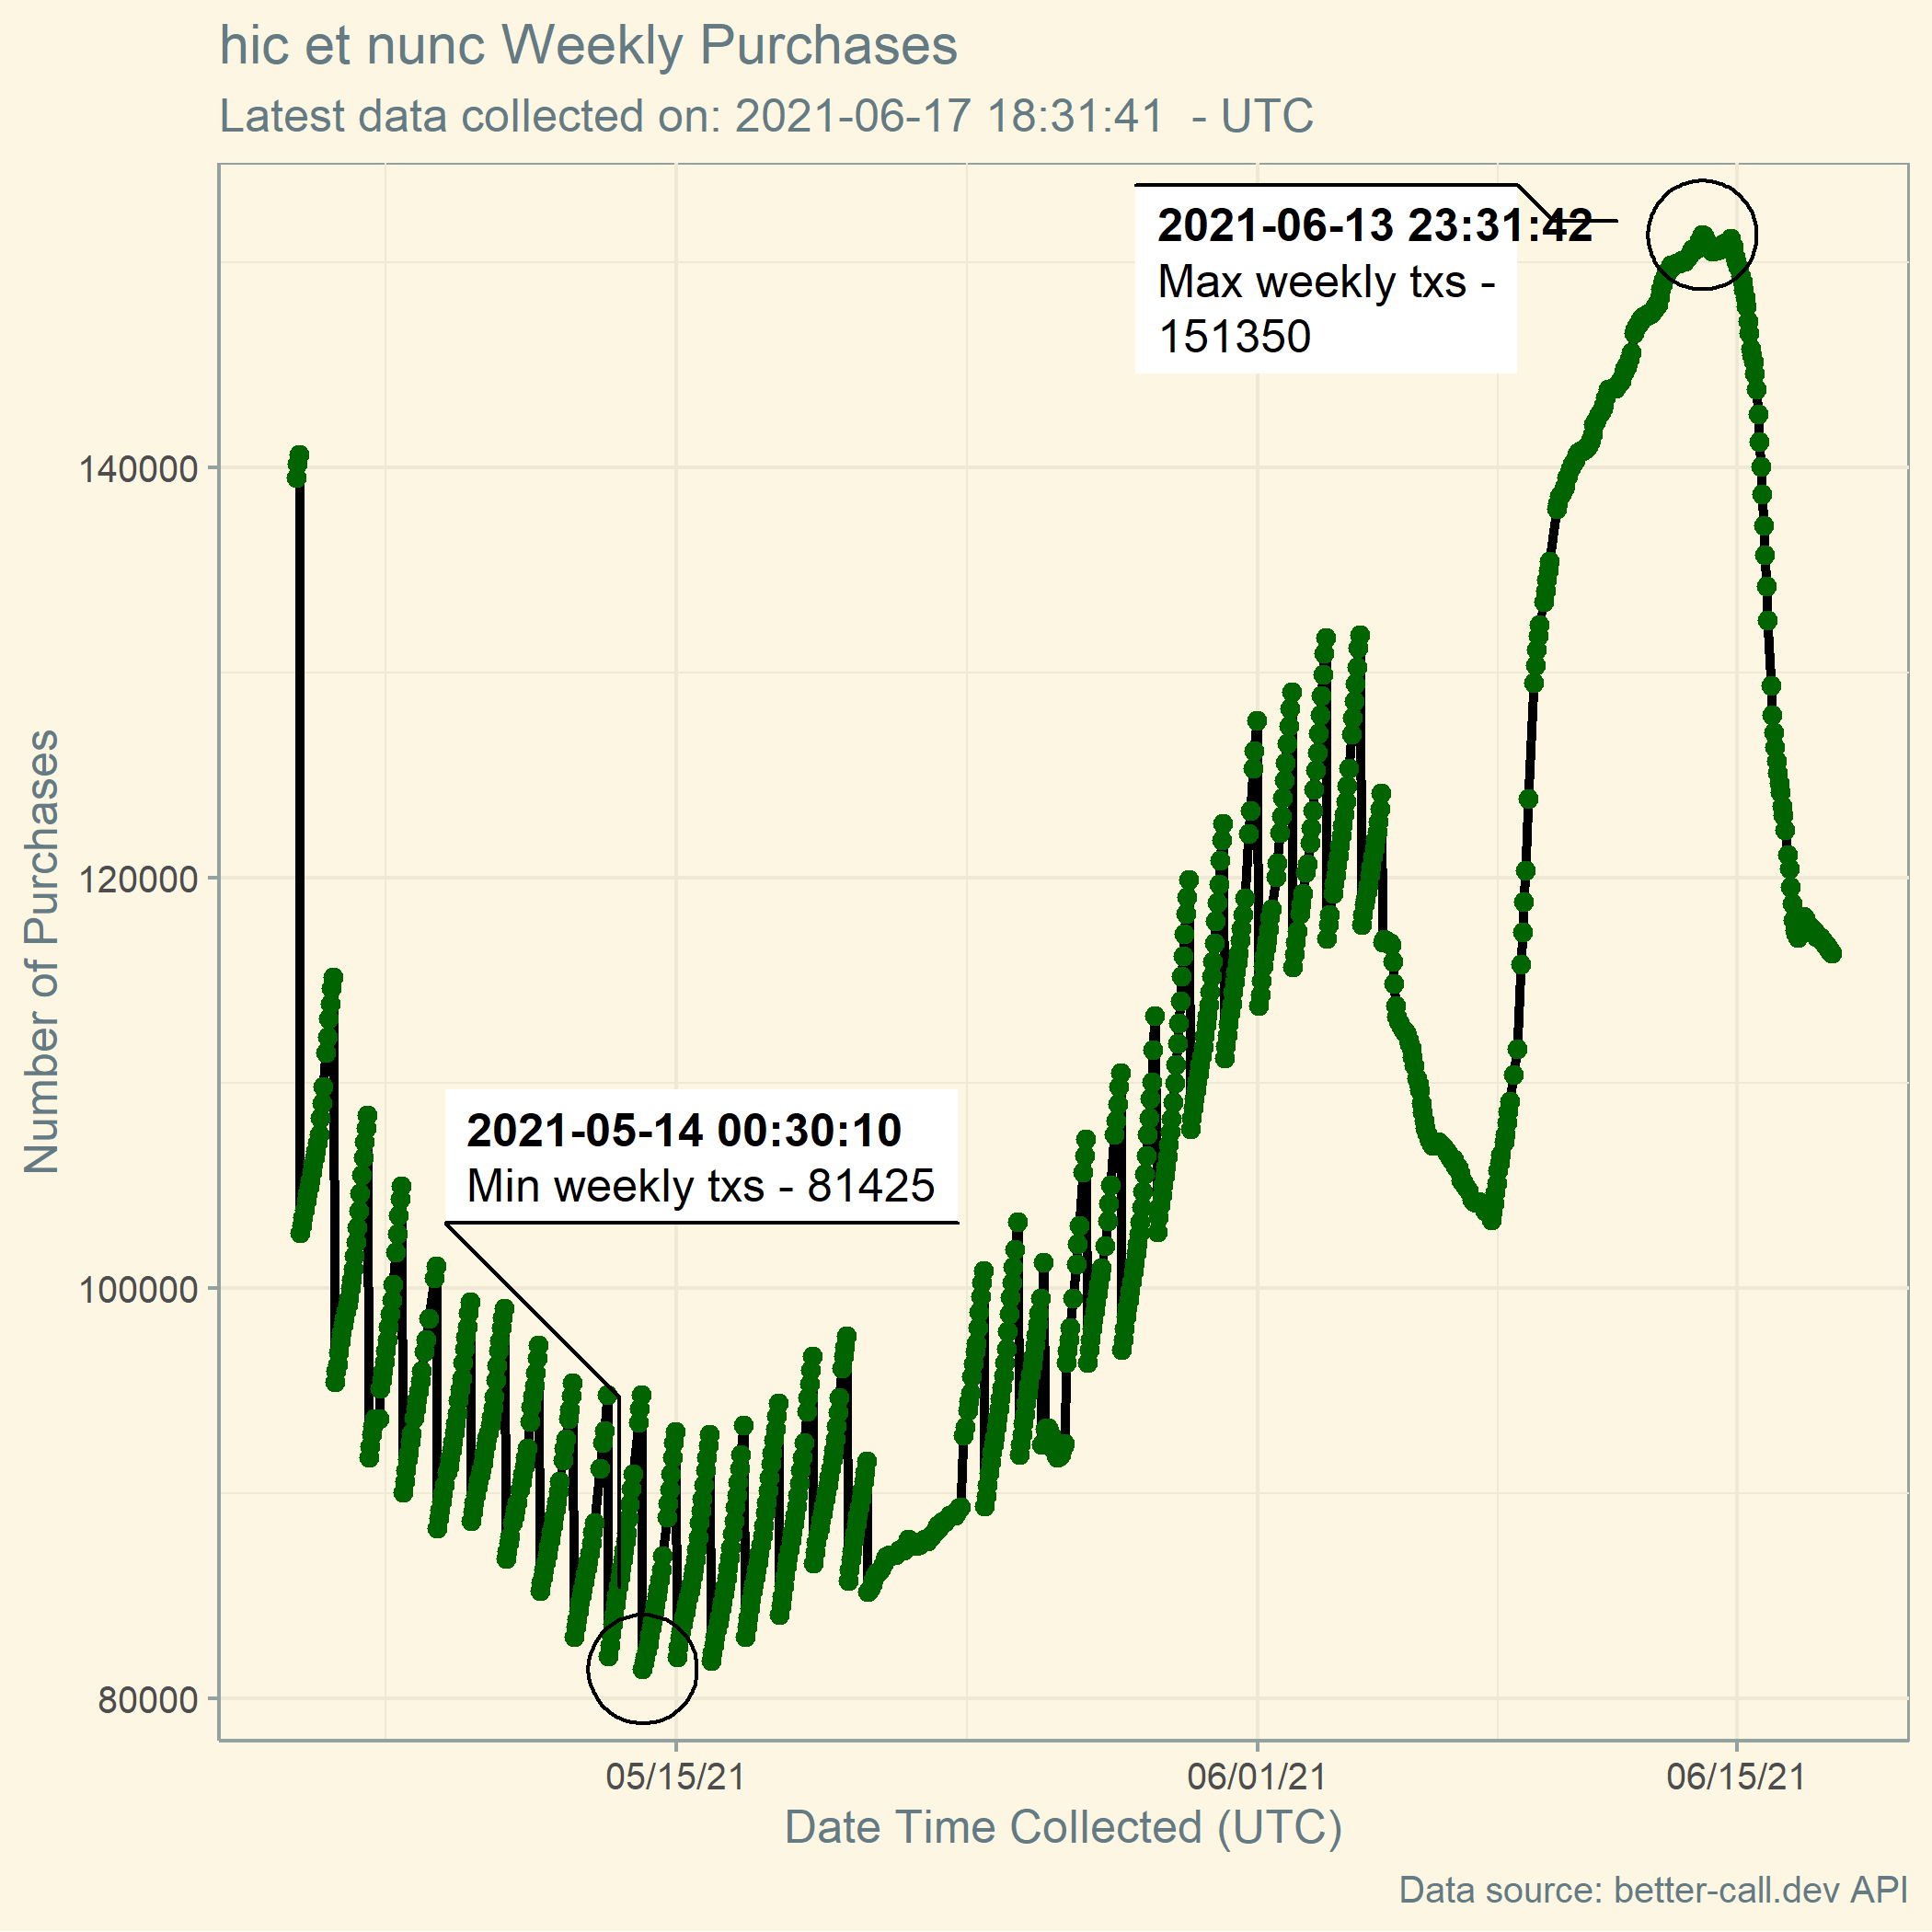 hic et nunc Weekly Purchases
Latest data collected on: 2021-06-17 18:31:41  - UTC
2021-06-13 23:31:42
Max weekly txs -
151350
140000
120000
2021-05-14 00:30:10
Min weekly txs - 81425
100000
80000
Number of Purchases
05/15/21
06/01/21
06/15/21
Date Time Collected (UTC)
Data source: better-call.dev API